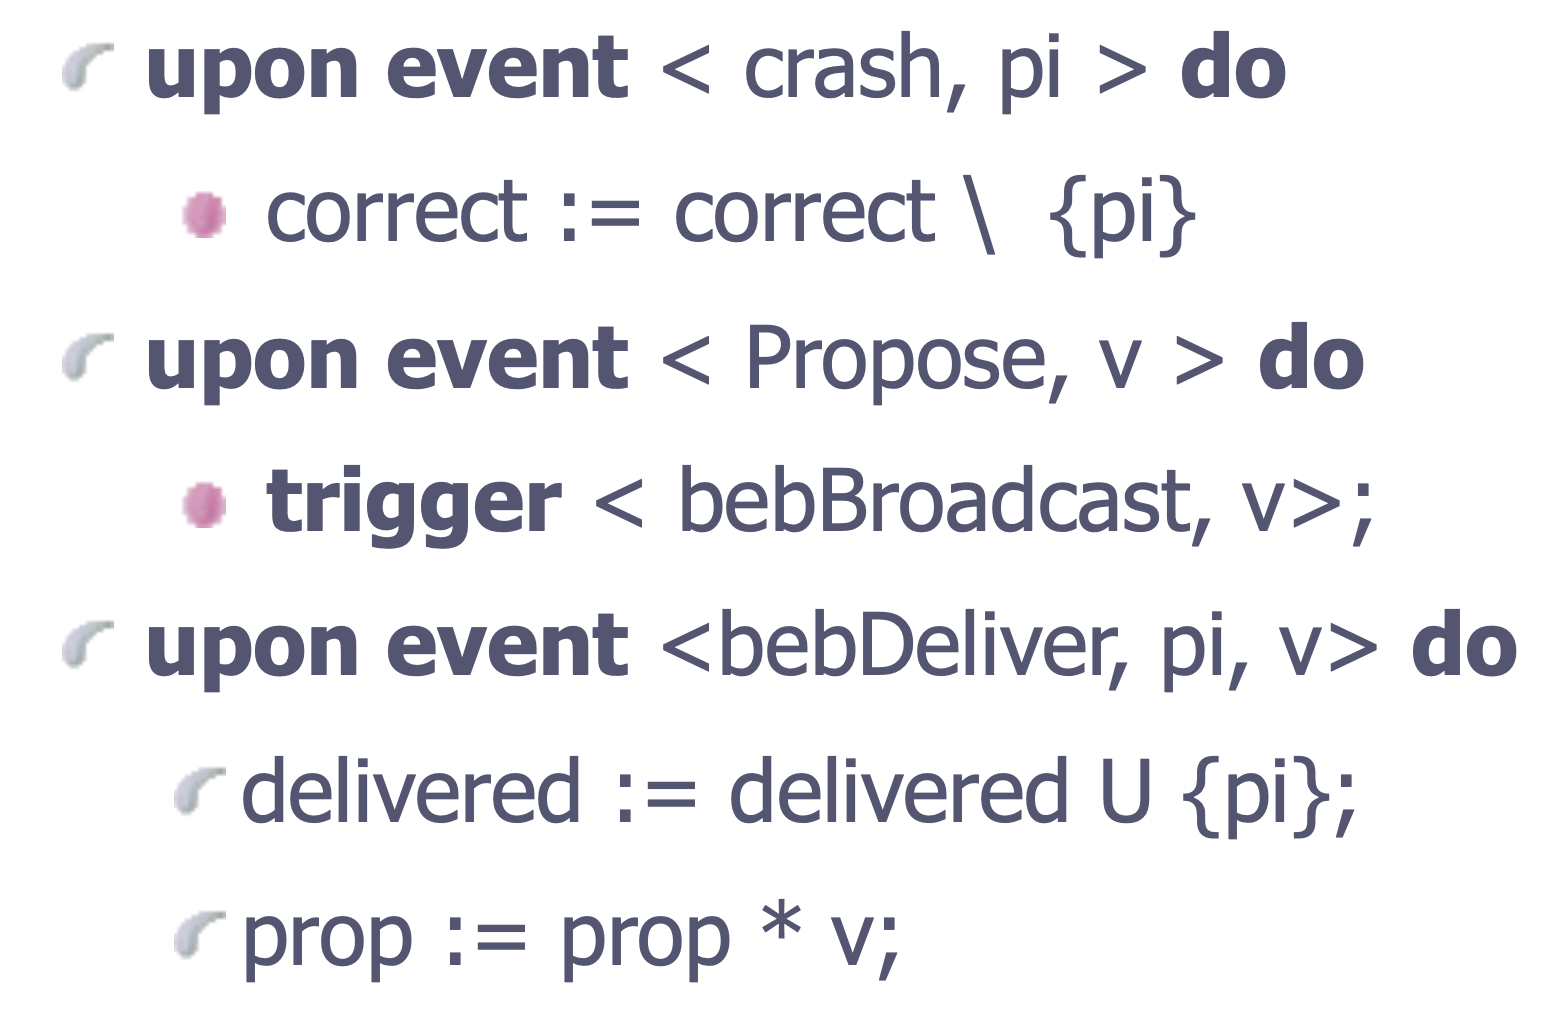 upon event < crash, pi > do
correct := correct \ {pi}
upon event < Propose, v > do
trigger < bebBroadcast, v>;
upon event <bebDeliver, pi, v> do
delivered := delivered U {pi};
prop := prop * v;